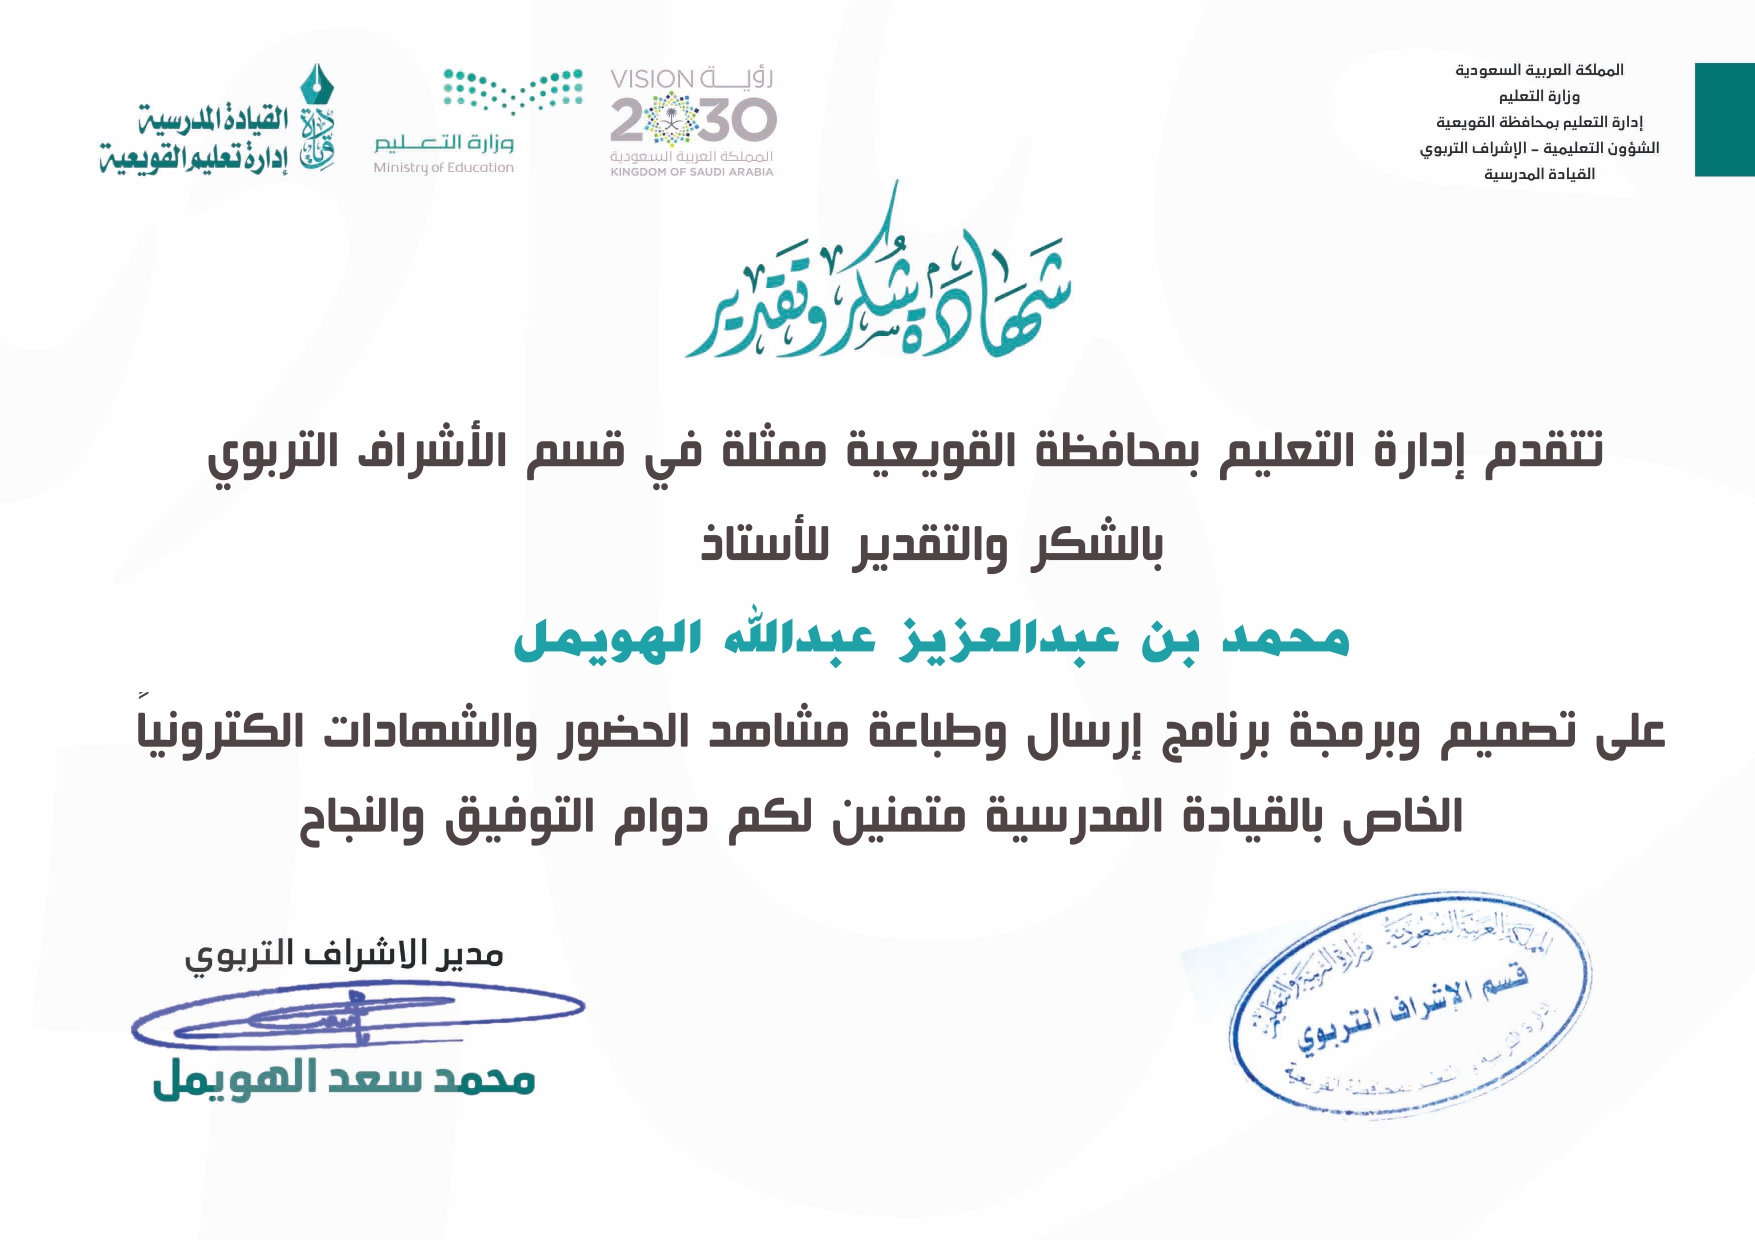 المملكة العربية السعودية
وزارة التعليم
إدارة التعليم بمحافظة القويعية
الشؤون التعليمية - الإشراف التربوي
القيادة المدرسية
رؤيــة VISION
2030
المملكة العربية السعودية
KINGDOM OF SAUDI ARABIA
وزارة التعـــليم
Ministry of Education
القيادة المدرسية
إدارة تعليم القويعية
شهادة شكر وتقدير
تتقدم إدارة التعليم بمحافظة القويعية ممثلة في قسم الأشراف التربوي
بالشكر والتقدير للأستاذ
محمد بن عبدالعزيز عبدالله الهويمل
على تصميم وبرمجة برنامج إرسال وطباعة مشاهد الحضور والشهادات الكترونياً
الخاص بالقيادة المدرسية متمنين لكم دوام التوفيق والنجاح
مدير الاشراف التربوي
محمد سعد الهويمل
المملكة العربية السعودية وزارة التربية والتعليم
قسم الاشراف التربوي
إدارة التربية و التعليم بمحافظة القويعية